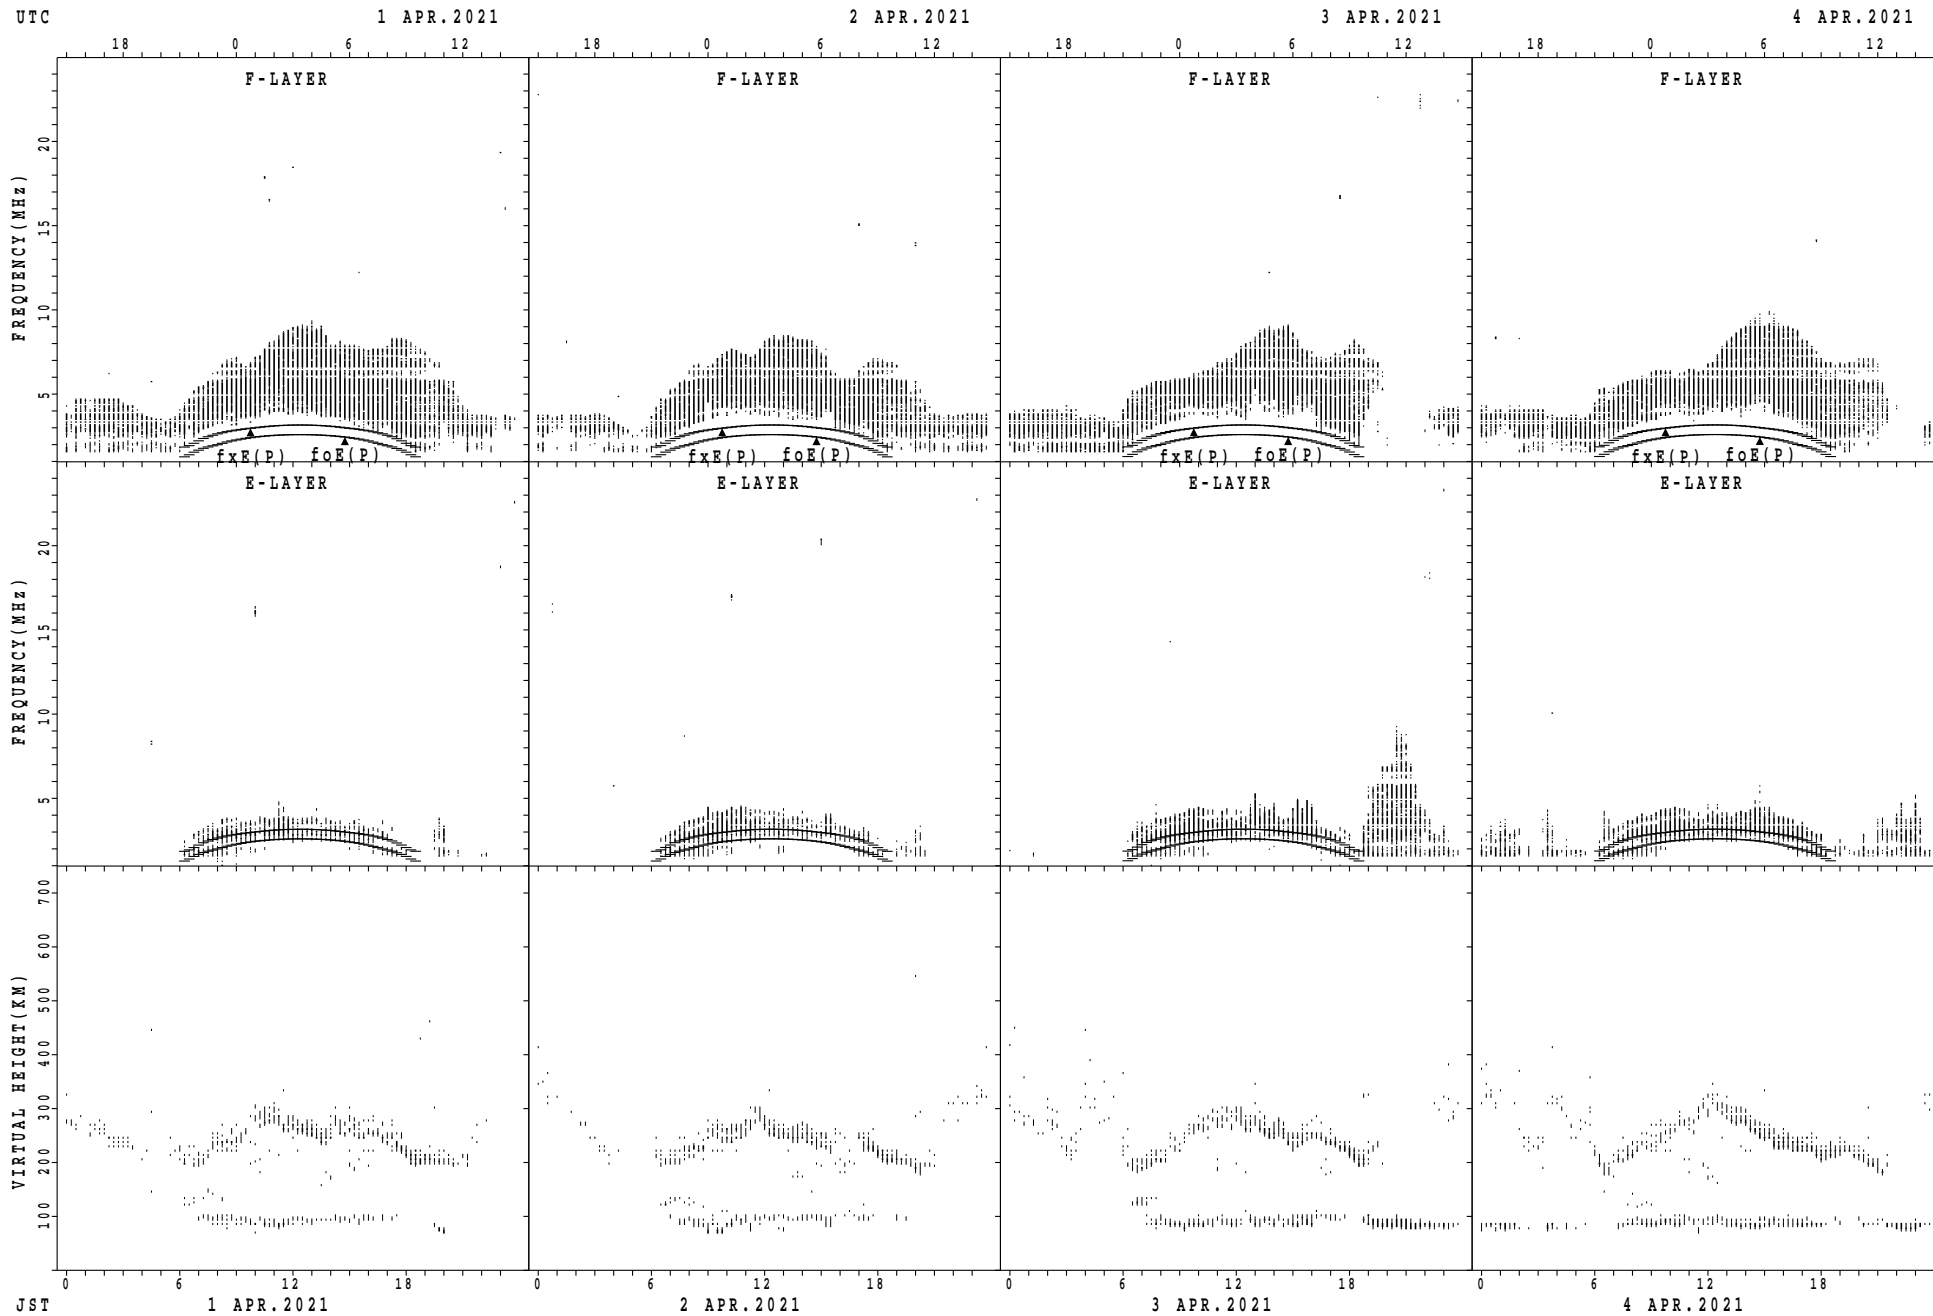 UTC 1 APR.2021 2 APR.2021 3 APR.2021 4 APR.2021
18 0 6 12 18 0 6 12 18 0 6 12 18 0 6 12
F-LAYER F-LAYER F-LAYER F-LAYER
FREQUENCY(MHz)
20
15
10
5
fxE(P) foE(P) fxE(P) foE(P) fxE(P) foE(P) fxE(P) foE(P)
E-LAYER E-LAYER E-LAYER E-LAYER
FREQUENCY(MHz)
20
15
10
5
VIRTUAL HEIGHT(KM)
700
600
500
400
300
200
100
0 6 12 18 0 6 12 18 0 6 12 18 0 6 12 18
JST 1 APR.2021 2 APR.2021 3 APR.2021 4 APR.2021